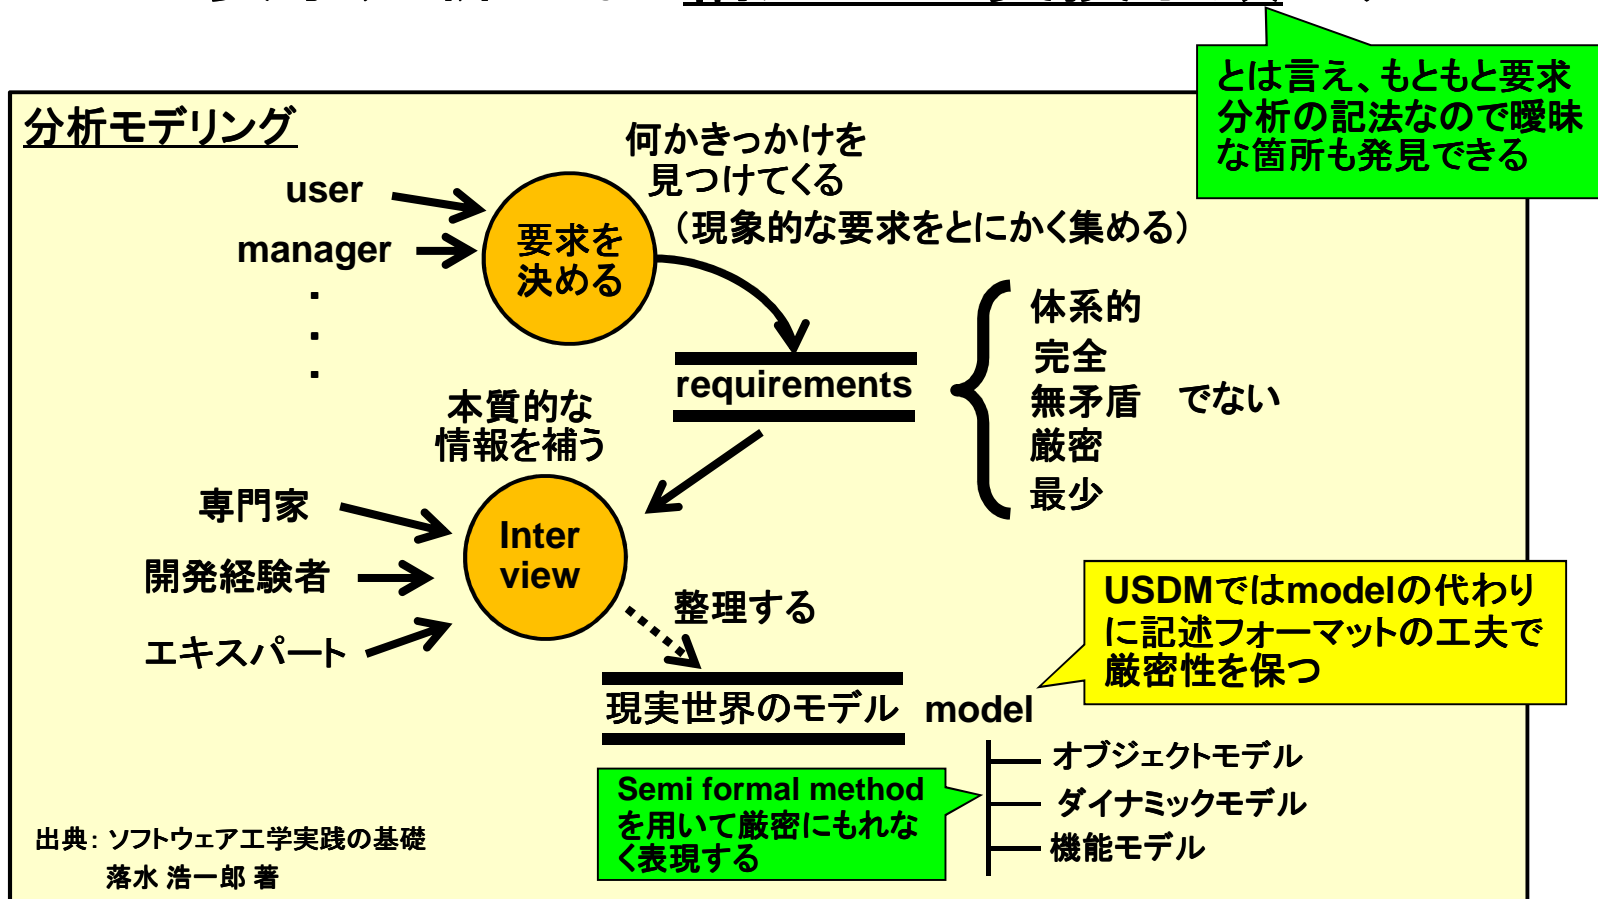 とは言え、もともと要求
分析の記法なので曖昧
な箇所も発見できる
分析モデリング
何かきっかけを
見つけてくる
（現象的な要求をとにかく集める）
user
manager
・
・
・
要求を
決める
requirements
体系的
完全
無矛盾 でない
厳密
最少
本質的な
情報を補う
専門家
開発経験者
エキスパート
Inter
view
整理する
USDMではmodelの代わり
に記述フォーマットの工夫で
厳密性を保つ
現実世界のモデル model
オブジェクトモデル
ダイナミックモデル
機能モデル
Semi formal method
を用いて厳密にもれな
く表現する
出典： ソフトウェア工学実践の基礎
落水 浩一郎 著